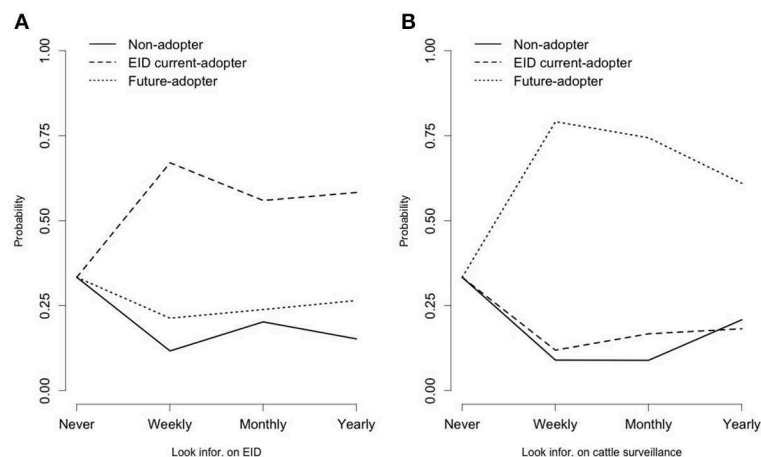 A
1.00
0.75
0.50
0.25
0.00
Probability
Non-adopter
EID current-adopter
Future-adopter
Never Weekly Monthly Yearly
Look infor. on EID
B
1.00
0.75
0.50
0.25
0.00
Probability
Non-adopter
EID current-adopter
Future-adopter
Never Weekly Monthly Yearly
Look infor. on cattle surveillance